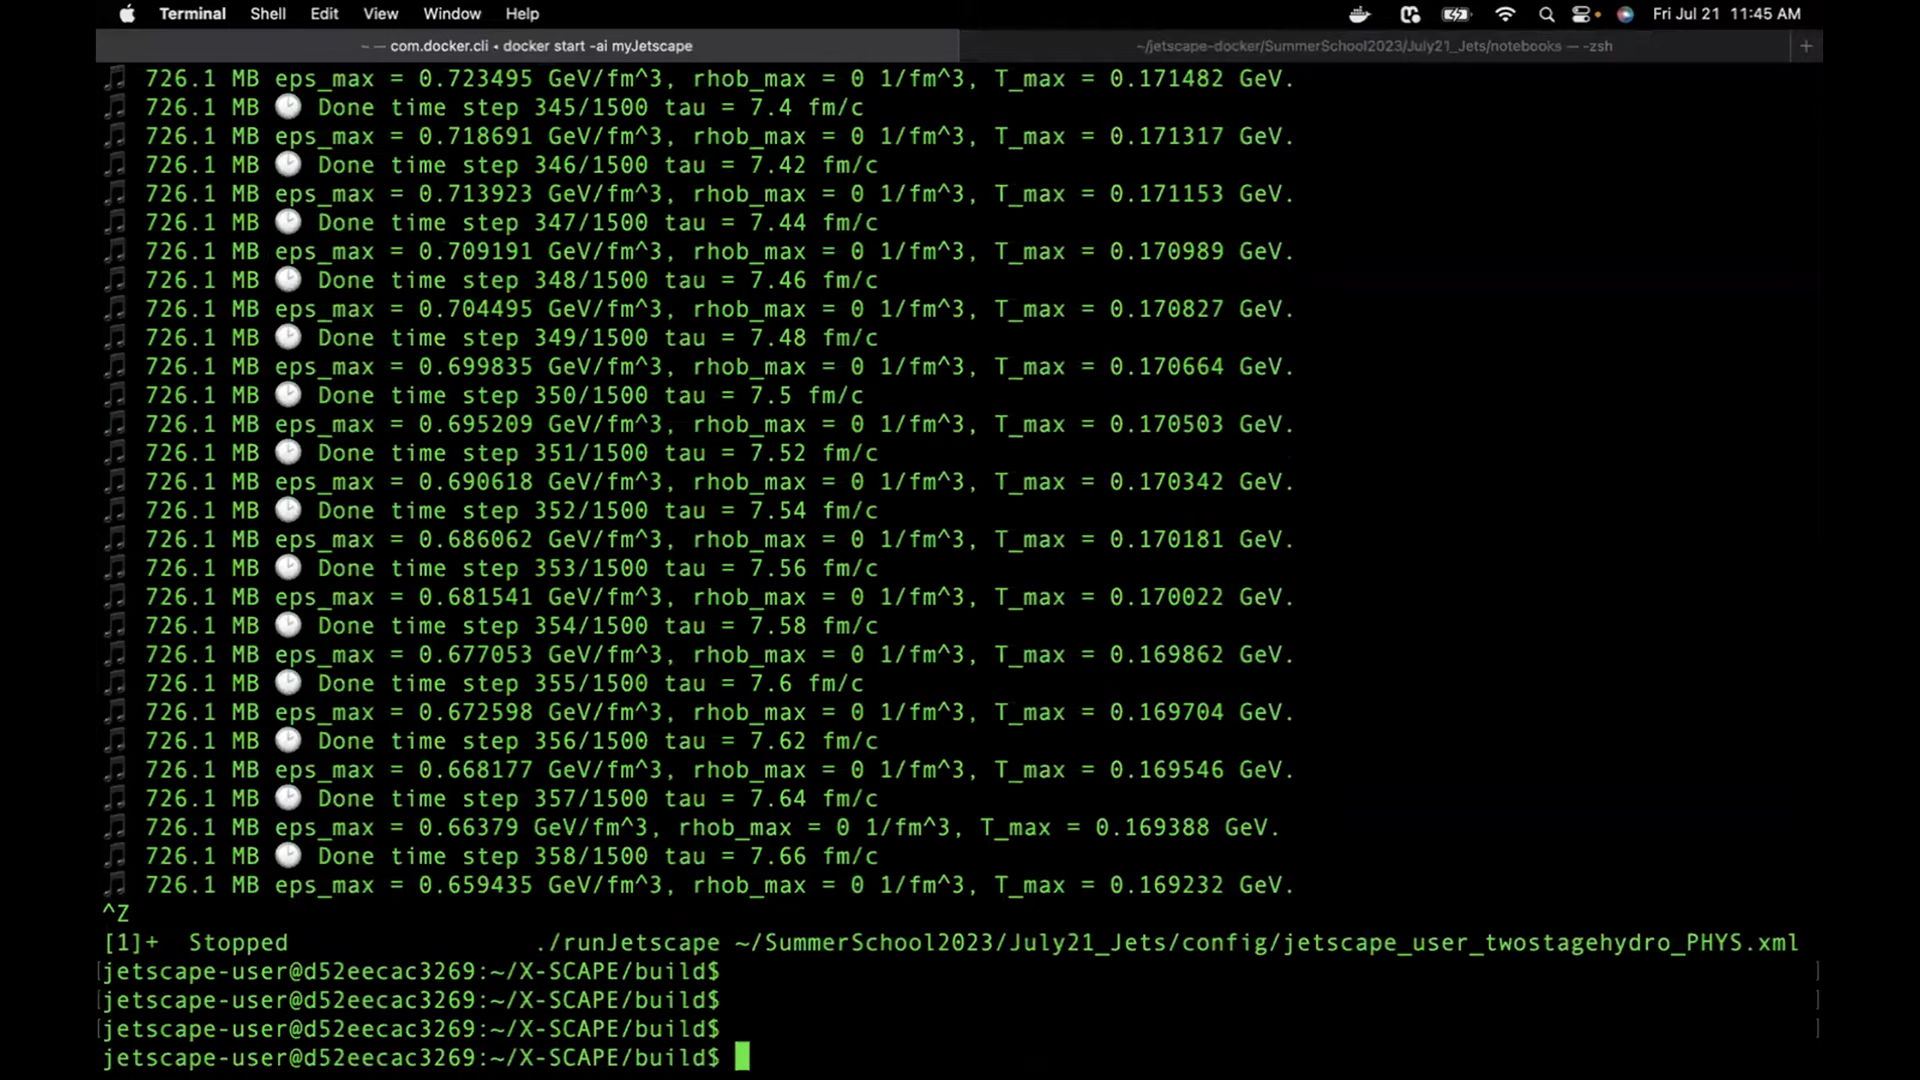 Terminal Shell Edit View Window Help Fri Jul 21 11:45 AM
~ — com.docker.cli ◂ docker start -ai myJetscape ~/jetscape-docker/SummerSchool2023/July21_Jets/notebooks — -zsh +
726.1 MB eps_max = 0.723495 GeV/fm^3, rhob_max = 0 1/fm^3, T_max = 0.171482 GeV.
726.1 MB Done time step 345/1500 tau = 7.4 fm/c
726.1 MB eps_max = 0.718691 GeV/fm^3, rhob_max = 0 1/fm^3, T_max = 0.171317 GeV.
726.1 MB Done time step 346/1500 tau = 7.42 fm/c
726.1 MB eps_max = 0.713923 GeV/fm^3, rhob_max = 0 1/fm^3, T_max = 0.171153 GeV.
726.1 MB Done time step 347/1500 tau = 7.44 fm/c
726.1 MB eps_max = 0.709191 GeV/fm^3, rhob_max = 0 1/fm^3, T_max = 0.170989 GeV.
726.1 MB Done time step 348/1500 tau = 7.46 fm/c
726.1 MB eps_max = 0.704495 GeV/fm^3, rhob_max = 0 1/fm^3, T_max = 0.170827 GeV.
726.1 MB Done time step 349/1500 tau = 7.48 fm/c
726.1 MB eps_max = 0.699835 GeV/fm^3, rhob_max = 0 1/fm^3, T_max = 0.170664 GeV.
726.1 MB Done time step 350/1500 tau = 7.5 fm/c
726.1 MB eps_max = 0.695209 GeV/fm^3, rhob_max = 0 1/fm^3, T_max = 0.170503 GeV.
726.1 MB Done time step 351/1500 tau = 7.52 fm/c
726.1 MB eps_max = 0.690618 GeV/fm^3, rhob_max = 0 1/fm^3, T_max = 0.170342 GeV.
726.1 MB Done time step 352/1500 tau = 7.54 fm/c
726.1 MB eps_max = 0.686062 GeV/fm^3, rhob_max = 0 1/fm^3, T_max = 0.170181 GeV.
726.1 MB Done time step 353/1500 tau = 7.56 fm/c
726.1 MB eps_max = 0.681541 GeV/fm^3, rhob_max = 0 1/fm^3, T_max = 0.170022 GeV.
726.1 MB Done time step 354/1500 tau = 7.58 fm/c
726.1 MB eps_max = 0.677053 GeV/fm^3, rhob_max = 0 1/fm^3, T_max = 0.169862 GeV.
726.1 MB Done time step 355/1500 tau = 7.6 fm/c
726.1 MB eps_max = 0.672598 GeV/fm^3, rhob_max = 0 1/fm^3, T_max = 0.169704 GeV.
726.1 MB Done time step 356/1500 tau = 7.62 fm/c
726.1 MB eps_max = 0.668177 GeV/fm^3, rhob_max = 0 1/fm^3, T_max = 0.169546 GeV.
726.1 MB Done time step 357/1500 tau = 7.64 fm/c
726.1 MB eps_max = 0.66379 GeV/fm^3, rhob_max = 0 1/fm^3, T_max = 0.169388 GeV.
726.1 MB Done time step 358/1500 tau = 7.66 fm/c
726.1 MB eps_max = 0.659435 GeV/fm^3, rhob_max = 0 1/fm^3, T_max = 0.169232 GeV.
^Z
[1]+ Stopped ./runJetscape ~/SummerSchool2023/July21_Jets/config/jetscape_user_twostagehydro_PHYS.xml
[jetscape-user@d52eecac3269:~/X-SCAPE/build$ ]
[jetscape-user@d52eecac3269:~/X-SCAPE/build$ ]
[jetscape-user@d52eecac3269:~/X-SCAPE/build$ ]
jetscape-user@d52eecac3269:~/X-SCAPE/build$